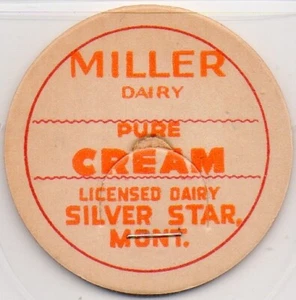 MILLER
DAIRY
PURE
CREAM
LICENSED DAIRY
SILVER STAR,
MONT.